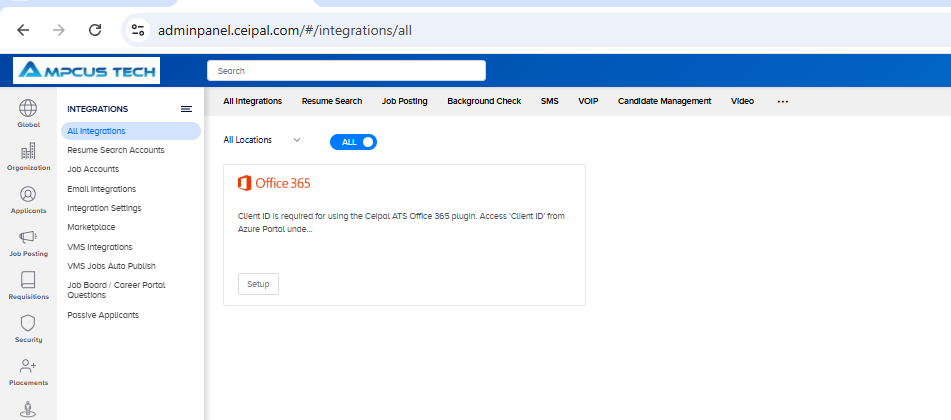 adminpanel.ceipal.com/#/integrations/all
AMPCUS TECH
Search
Global
Organization
Applicants
Job Posting
Requisitions
Security
Placements
INTEGRATIONS
All Integrations
Resume Search Accounts
Job Accounts
Email Integrations
Integration Settings
Marketplace
VMS Integrations
VMS Jobs Auto Publish
Job Board / Career Portal
Questions
Passive Applicants
All Integrations Resume Search Job Posting Background Check SMS VOIP Candidate Management Video ...
All Locations ALL
Office 365
Client ID is required for using the Ceipal ATS Office 365 plugin. Access 'Client ID' from
Azure Portal unde...
Setup